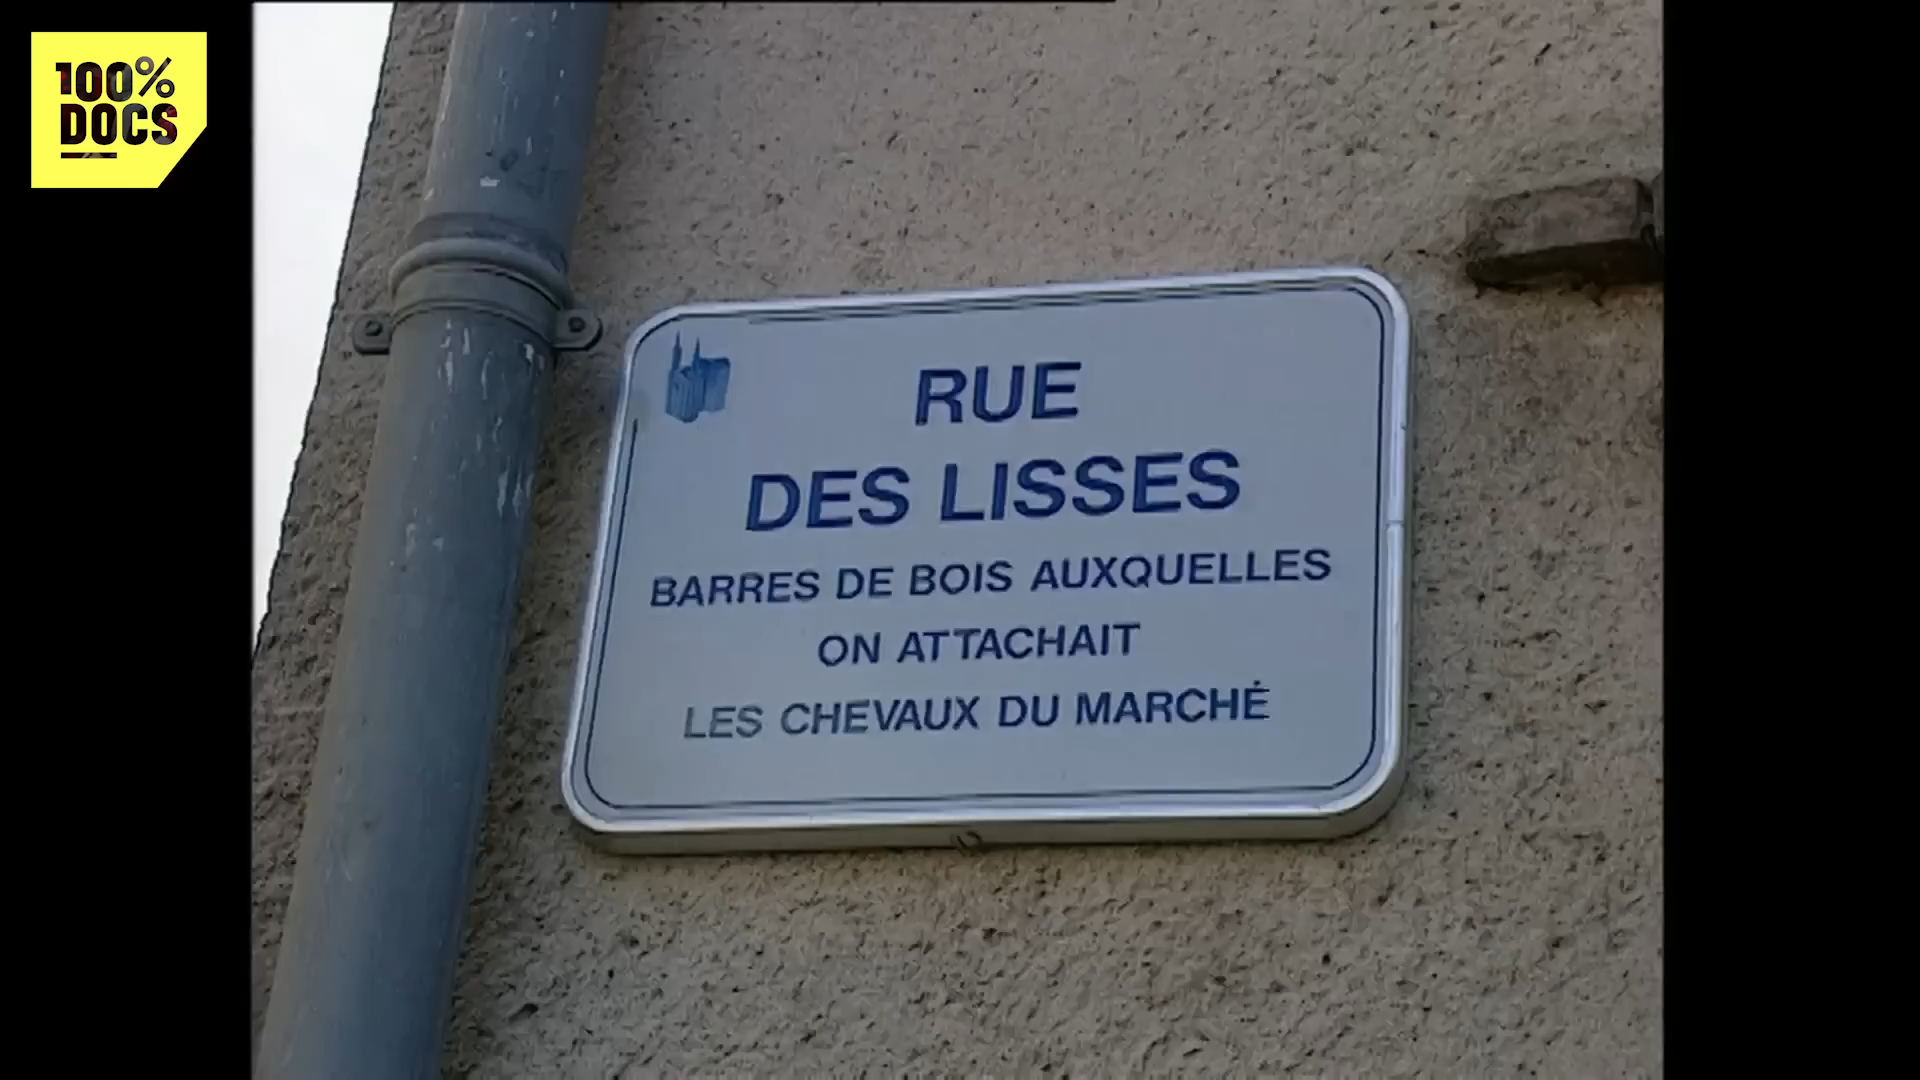 100%
DOCS
RUE
DES LISSES
BARRES DE BOIS AUXQUELLES
ON ATTACHAIT
LES CHEVAUX DU MARCHÉ